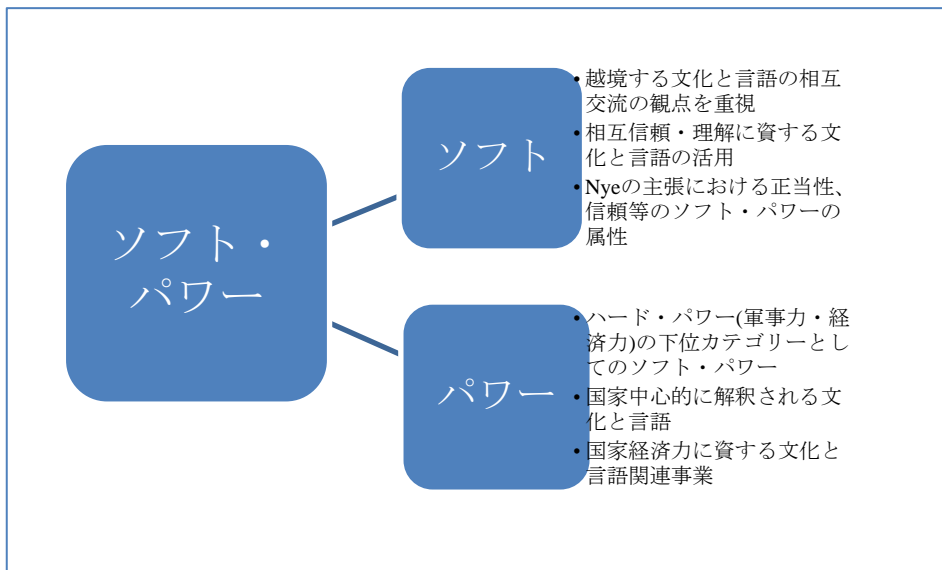 ソフト・
パワー
ソフト
•越境する文化と言語の相互
交流の観点を重視
•相互信頼・理解に資する文
化と言語の活用
•Nyeの主張における正当性、
信頼等のソフト・パワーの
属性
パワー
•ハード・パワー(軍事力・経
済力)の下位カテゴリーとし
てのソフト・パワー
•国家中心的に解釈される文
化と言語
•国家経済力に資する文化と
言語関連事業